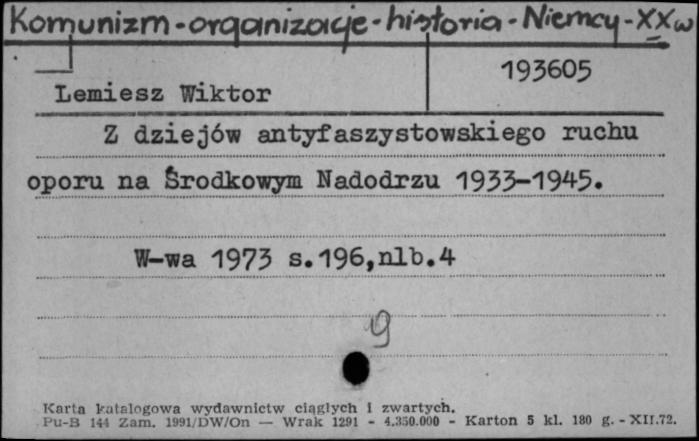 Komunizm-organizacje-historia-Niemcy-XXw
193605
Lemiesz Wiktor
Z dziejów antyfaszystowskiego ruchu
oporu na Środkowym Nadodrzu 1933-1945.
W-wa 1973 s.196,nlb.4
Karta katalogowa wydawnictw ciągłych i zwartych.
Pu-B 144 Zam. 1991/DW/On — Wrak 1291 - 4.350.000 - Karton 5 kl. 180 g. - XII.72.